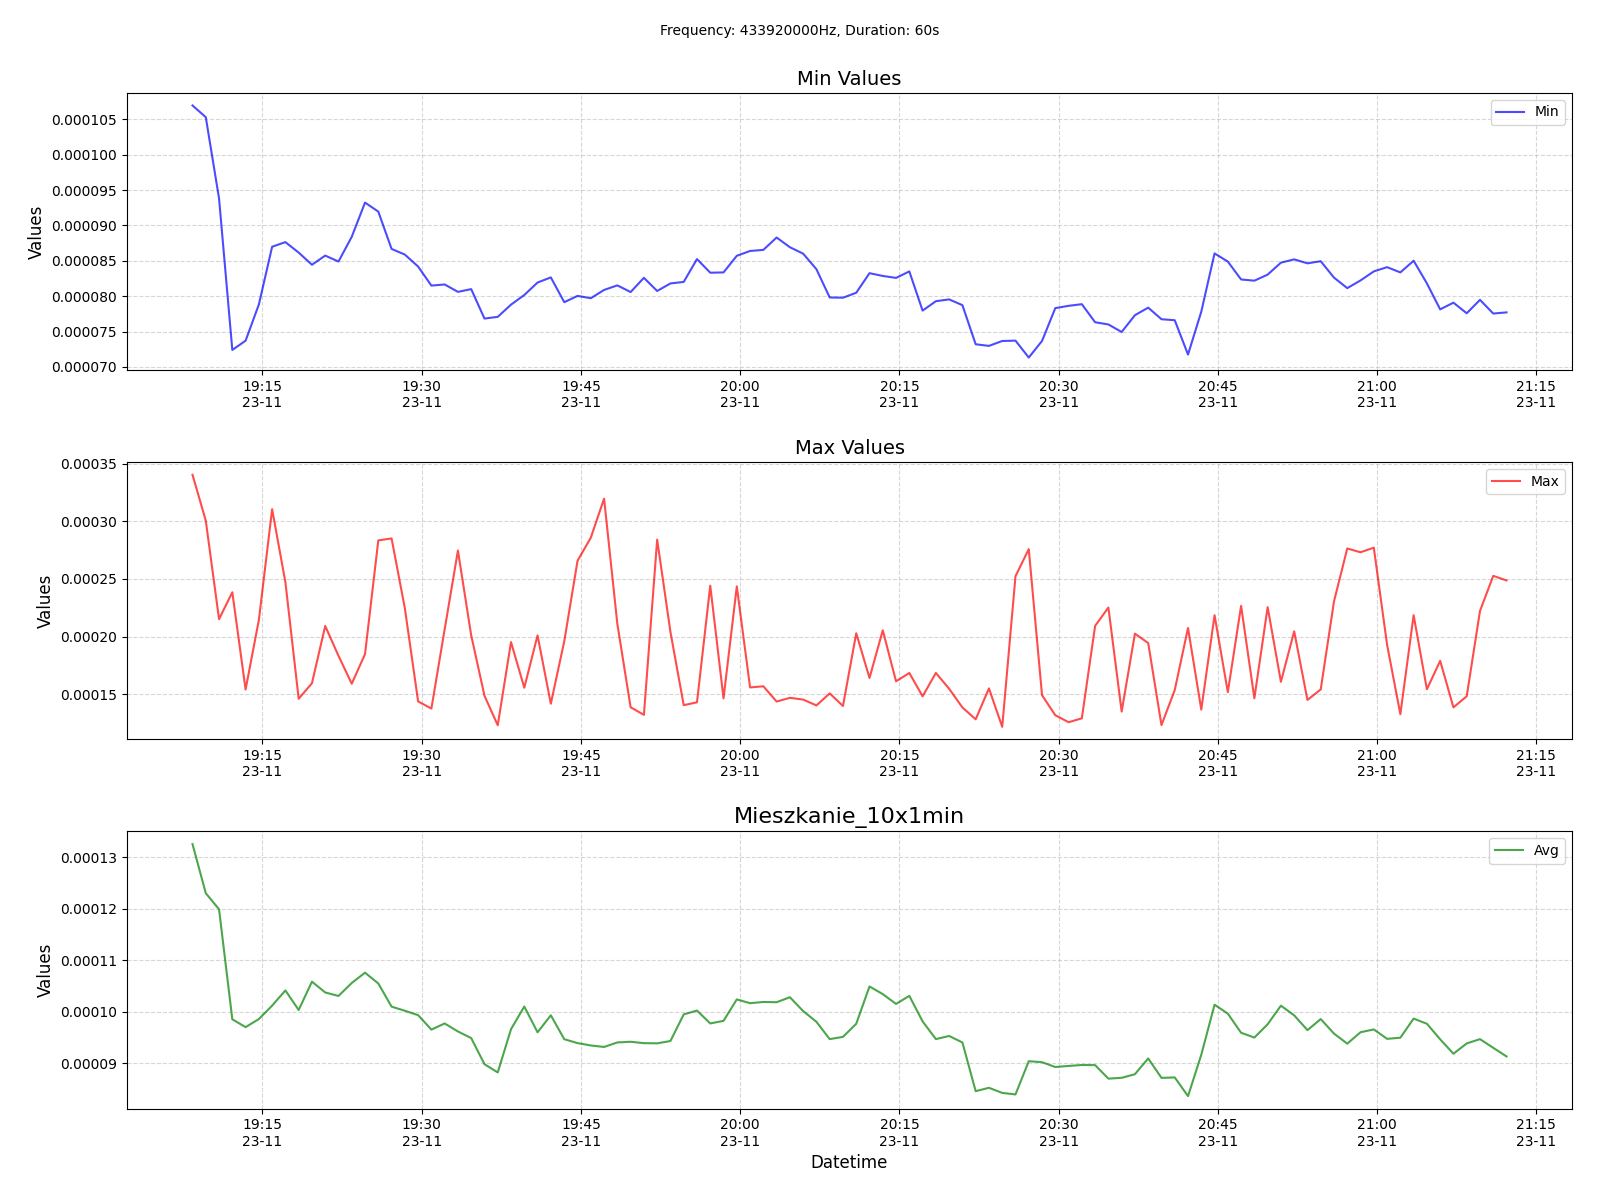 Frequency: 433920000Hz, Duration: 60s
Min Values
Min
Values
0.000105
0.000100
0.000095
0.000090
0.000085
0.000080
0.000075
0.000070
19:15 19:30 19:45 20:00 20:15 20:30 20:45 21:00 21:15
23-11 23-11 23-11 23-11 23-11 23-11 23-11 23-11 23-11
Max Values
Max
Values
0.00035
0.00030
0.00025
0.00020
0.00015
19:15 19:30 19:45 20:00 20:15 20:30 20:45 21:00 21:15
23-11 23-11 23-11 23-11 23-11 23-11 23-11 23-11 23-11
Mieszkanie_10x1min
Avg
Values
0.00013
0.00012
0.00011
0.00010
0.00009
19:15 19:30 19:45 20:00 20:15 20:30 20:45 21:00 21:15
23-11 23-11 23-11 23-11 23-11 23-11 23-11 23-11 23-11
Datetime